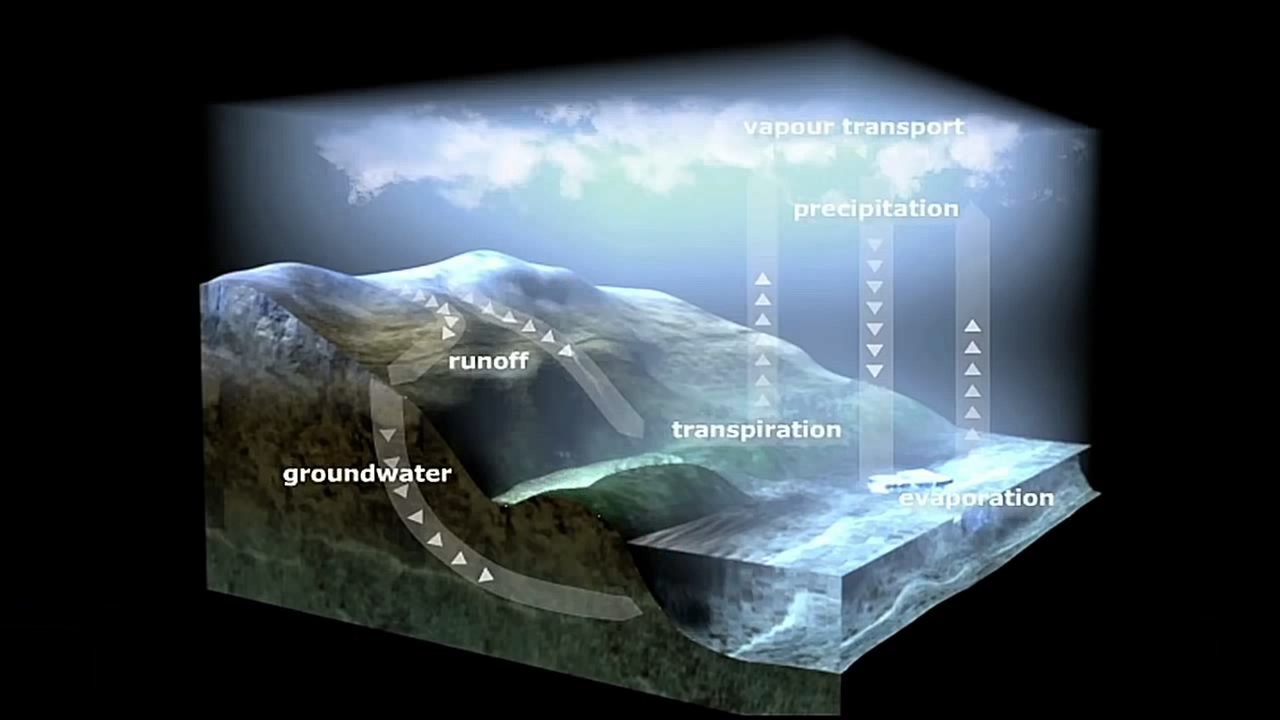 vapour transport
precipitation
runoff
transpiration
groundwater
evaporation